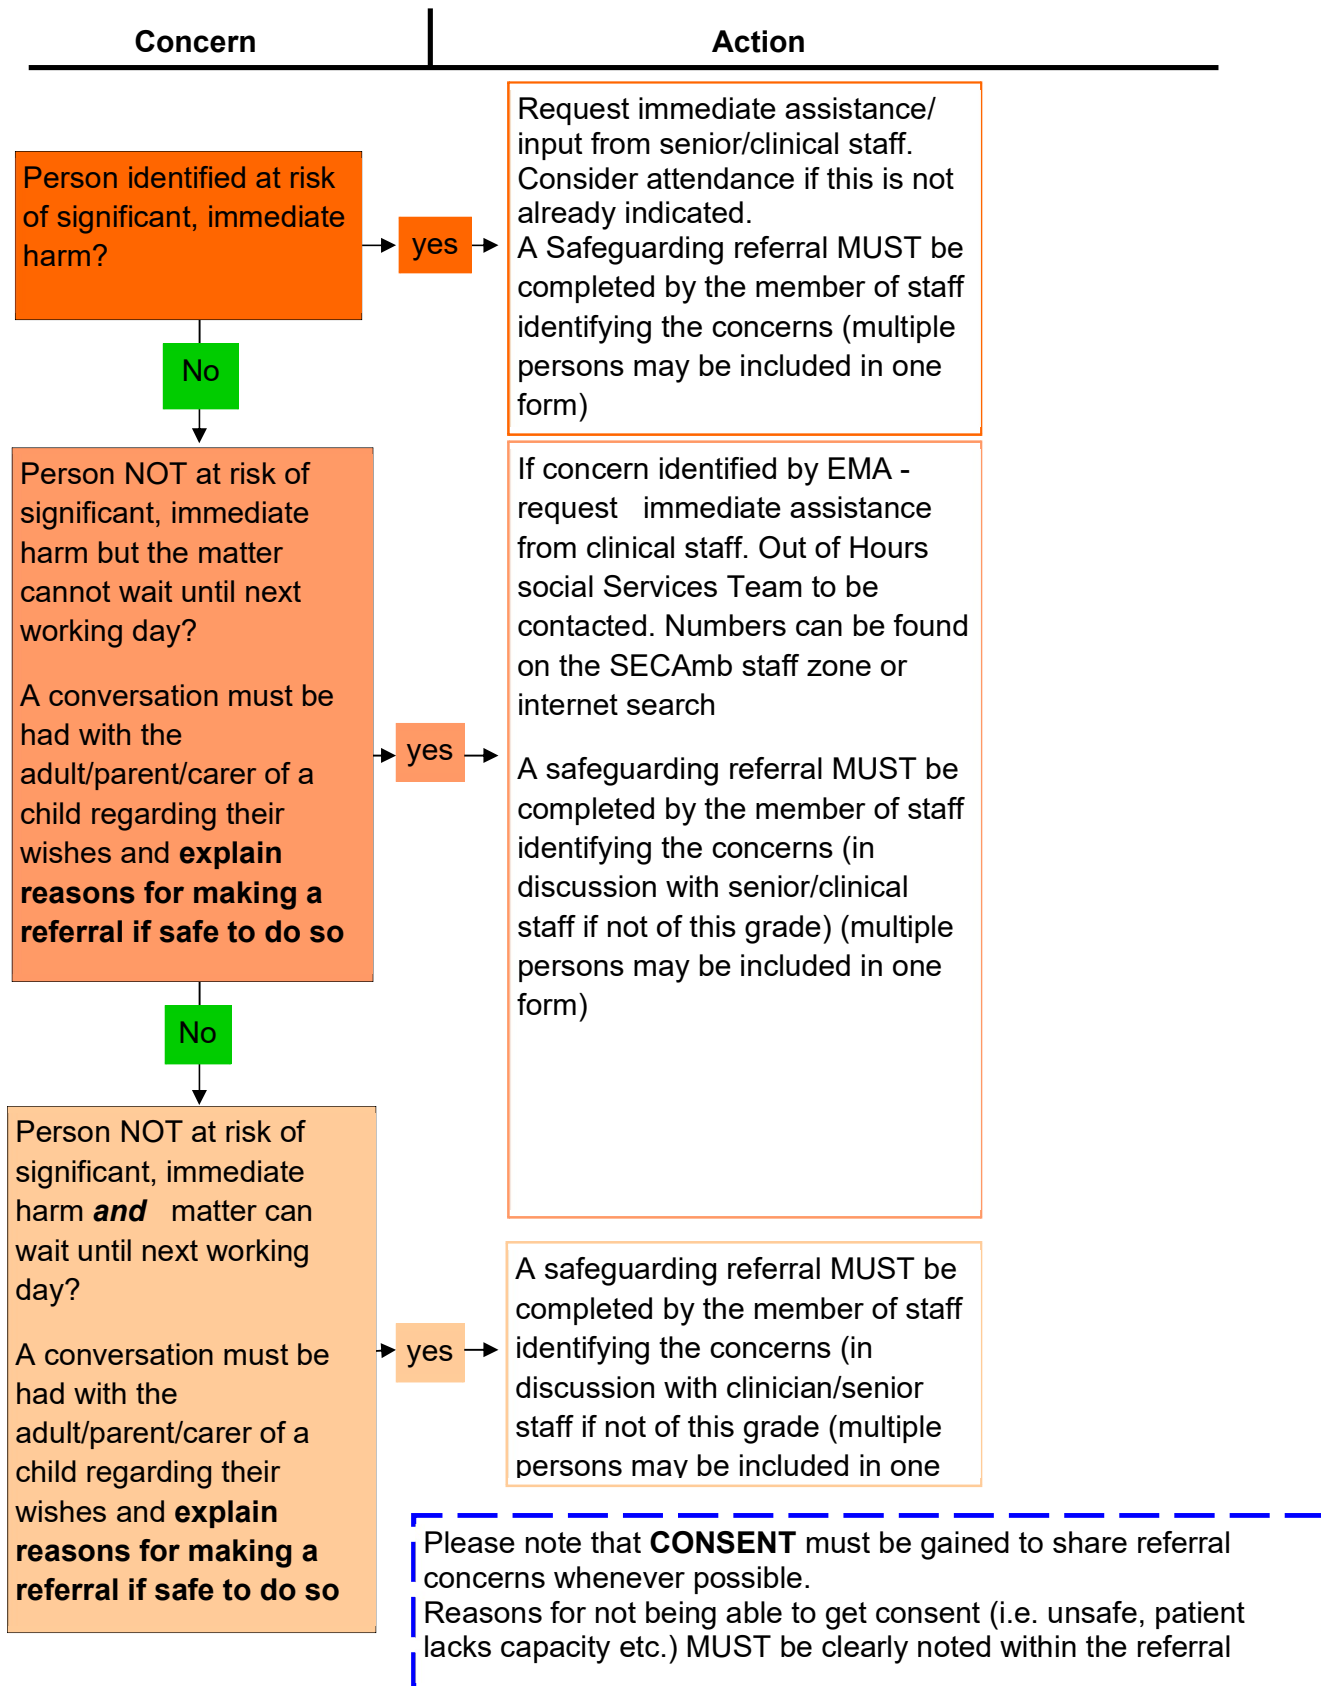 Concern
Action
Person identified at risk
of significant, immediate
harm?
yes
Request immediate assistance/
input from senior/clinical staff.
Consider attendance if this is not
already indicated.
A Safeguarding referral MUST be
completed by the member of staff
identifying the concerns (multiple
persons may be included in one
form)
No
Person NOT at risk of
significant, immediate
harm but the matter
cannot wait until next
working day?
A conversation must be
had with the
adult/parent/carer of a
child regarding their
wishes and explain
reasons for making a
referral if safe to do so
yes
If concern identified by EMA -
request immediate assistance
from clinical staff. Out of Hours
social Services Team to be
contacted. Numbers can be found
on the SECAmb staff zone or
internet search
A safeguarding referral MUST be
completed by the member of staff
identifying the concerns (in
discussion with senior/clinical
staff if not of this grade) (multiple
persons may be included in one
form)
No
Person NOT at risk of
significant, immediate
harm and matter can
wait until next working
day?
A conversation must be
had with the
adult/parent/carer of a
child regarding their
wishes and explain
reasons for making a
referral if safe to do so
yes
A safeguarding referral MUST be
completed by the member of staff
identifying the concerns (in
discussion with clinician/senior
staff if not of this grade (multiple
persons may be included in one
Please note that CONSENT must be gained to share referral
concerns whenever possible.
Reasons for not being able to get consent (i.e. unsafe, patient
lacks capacity etc.) MUST be clearly noted within the referral